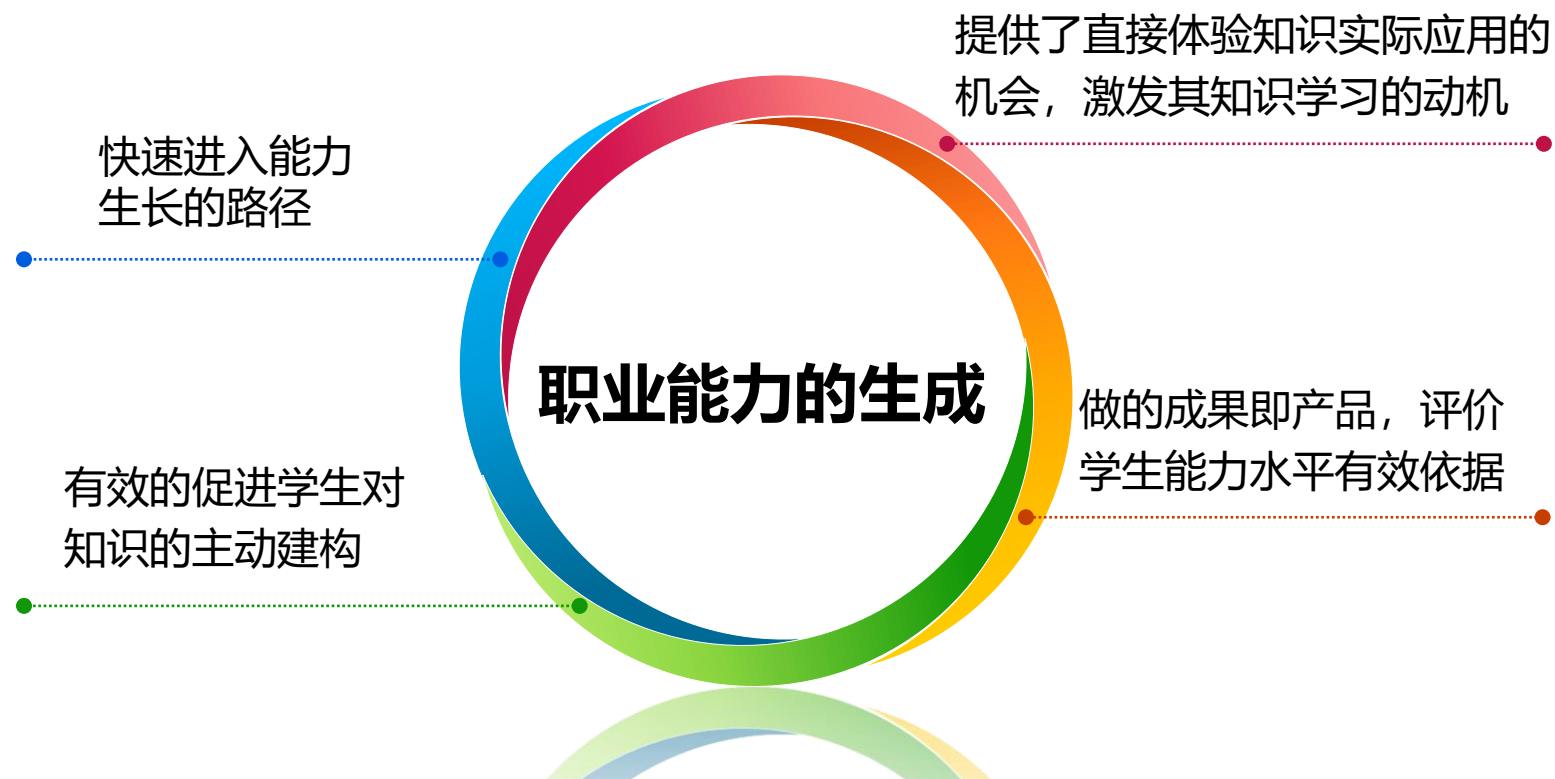 快速进入能力
生长的路径
提供了直接体验知识实际应用的
机会，激发其知识学习的动机
职业能力的生成
有效的促进学生对
知识的主动建构
做的成果即产品，评价
学生能力水平有效依据